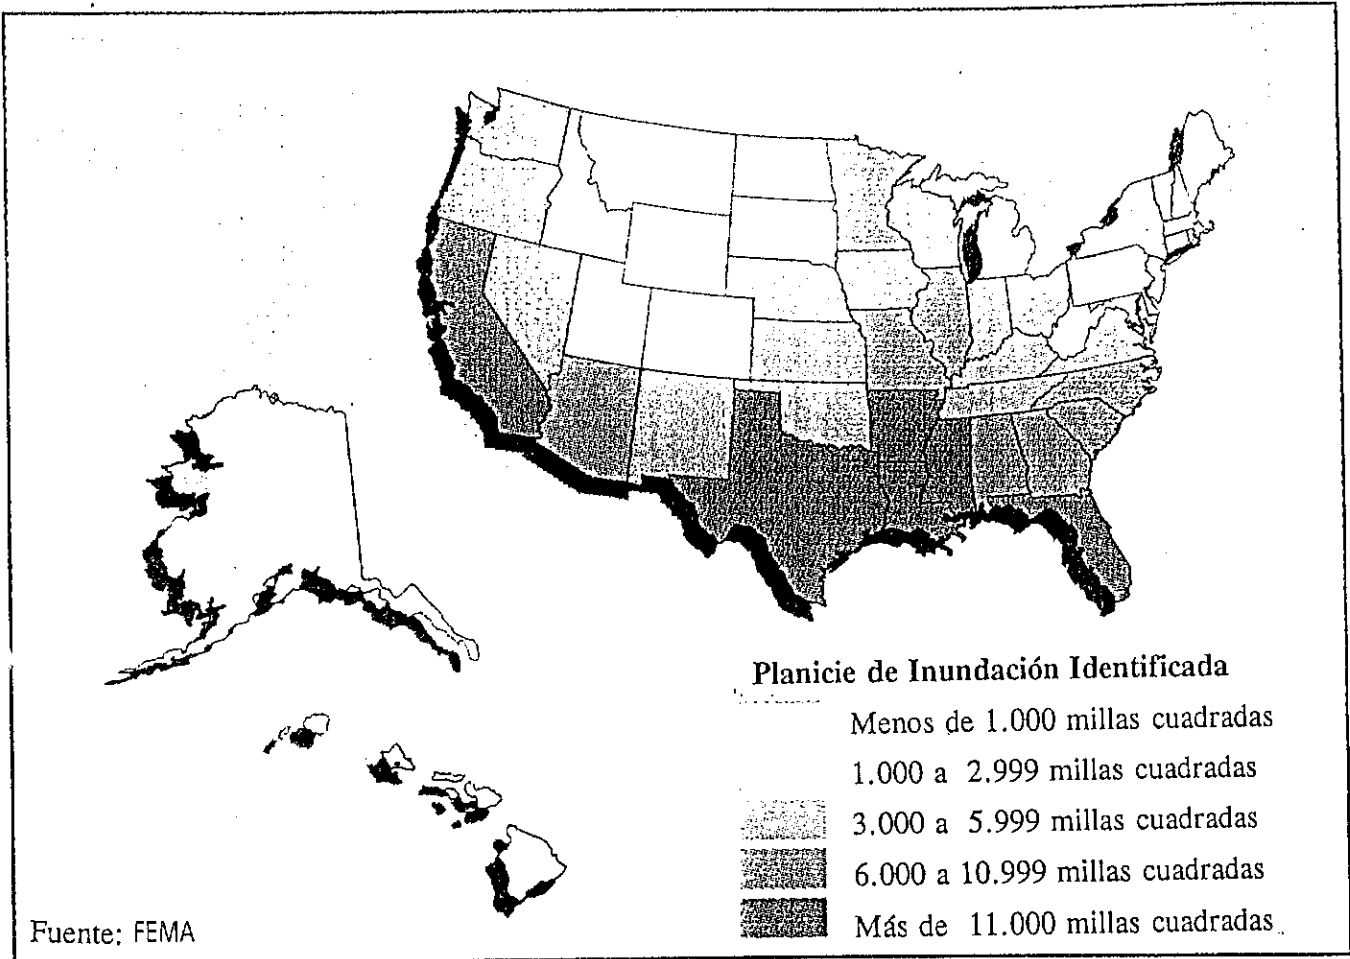 Planicie de Inundación Identificada
Menos de 1.000 millas cuadradas
1.000 a 2.999 millas cuadradas
3.000 a 5.999 millas cuadradas
6.000 a 10.999 millas cuadradas
Más de 11.000 millas cuadradas
Fuente: FEMA